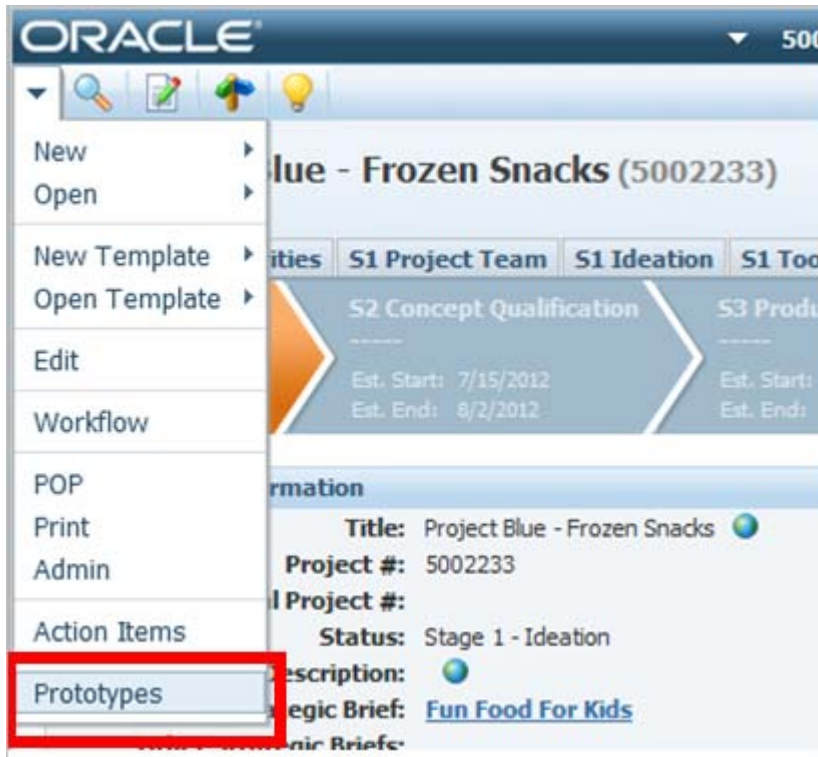 ORACLE 500
New
Open
lue - Frozen Snacks (5002233)
New Template
Open Template
ities S1 Project Team S1 Ideation S1 Too
S2 Concept Qualification S3 Produ
-----
-----
Est. Start: 7/15/2012 Est. Start:
Est. End: 8/2/2012 Est. End:
Edit
Workflow
POP
Print
Admin
Action Items
Prototypes
rmation
Title: Project Blue - Frozen Snacks
Project #: 5002233
l Project #:
Status: Stage 1 - Ideation
Description:
egic Brief: Fun Food For Kids
gic Briefs: